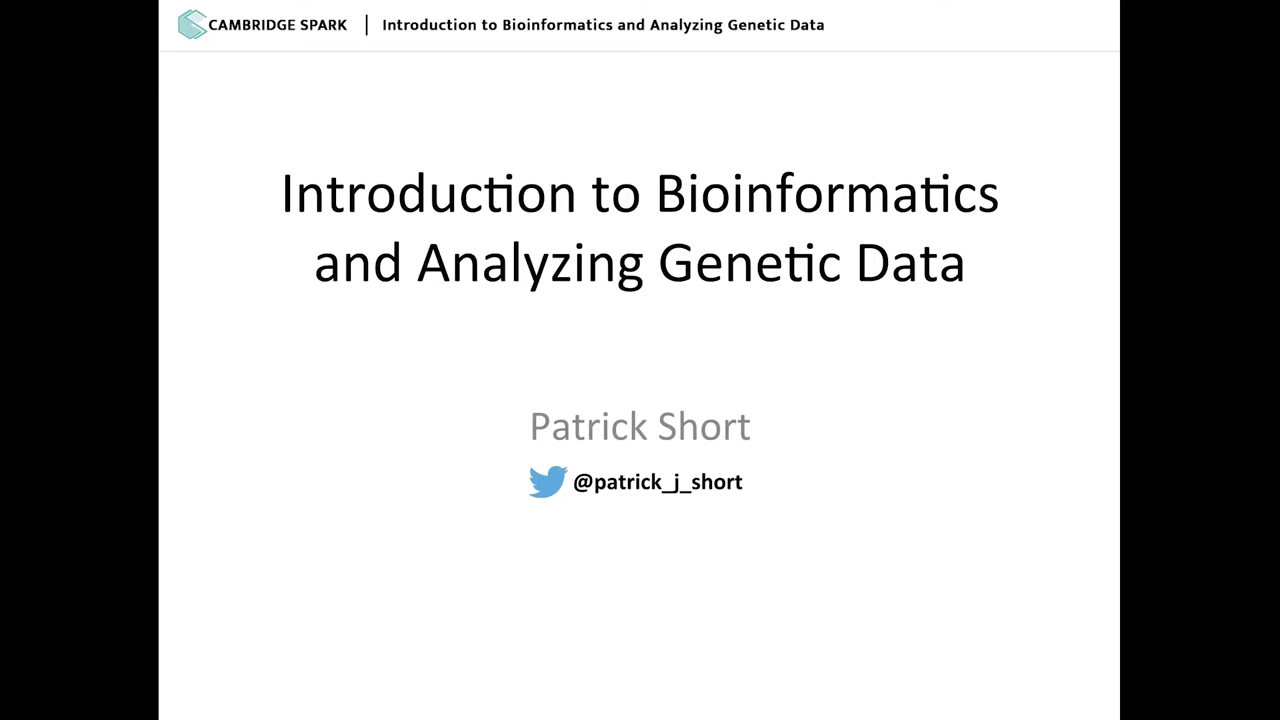 CAMBRIDGE SPARK | Introduction to Bioinformatics and Analyzing Genetic Data
Introduction to Bioinformatics
and Analyzing Genetic Data
Patrick Short
@patrick_j_short